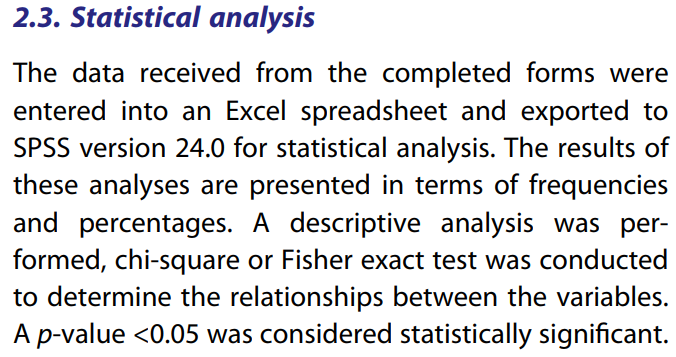 2.3. Statistical analysis
The data received from the completed forms were
entered into an Excel spreadsheet and exported to
SPSS version 24.0 for statistical analysis. The results of
these analyses are presented in terms of frequencies
and percentages. A descriptive analysis was per-
formed, chi-square or Fisher exact test was conducted
to determine the relationships between the variables.
A p-value <0.05 was considered statistically significant.